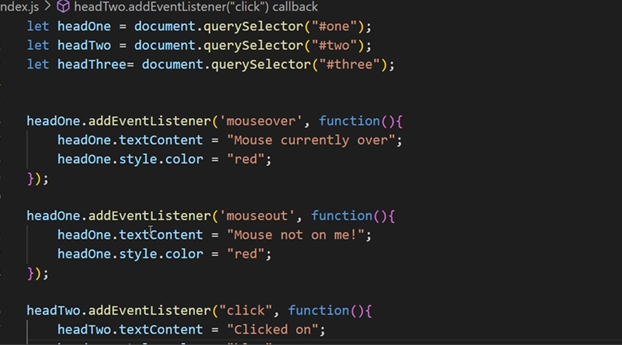 ndex.js > headTwo.addEventListener("click") callback
let headOne = document.querySelector("#one");
let headTwo = document.querySelector("#two");
let headThree= document.querySelector("#three");
headOne.addEventListener('mouseover', function(){
headOne.textContent = "Mouse currently over";
headOne.style.color = "red";
});
headOne.addEventListener('mouseout', function(){
headOne.textContent = "Mouse not on me!";
headOne.style.color = "red";
});
headTwo.addEventListener("click", function(){
headTwo.textContent = "Clicked on";